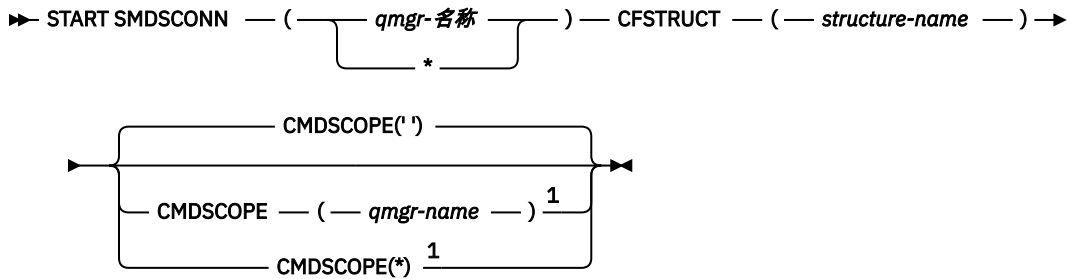 START SMDSCONN ( qmgr-名称 ) CFSTRUCT ( structure-name )
*
CMDSCOPE(' ')
CMDSCOPE ( qmgr-name ) 1
CMDSCOPE(*) 1